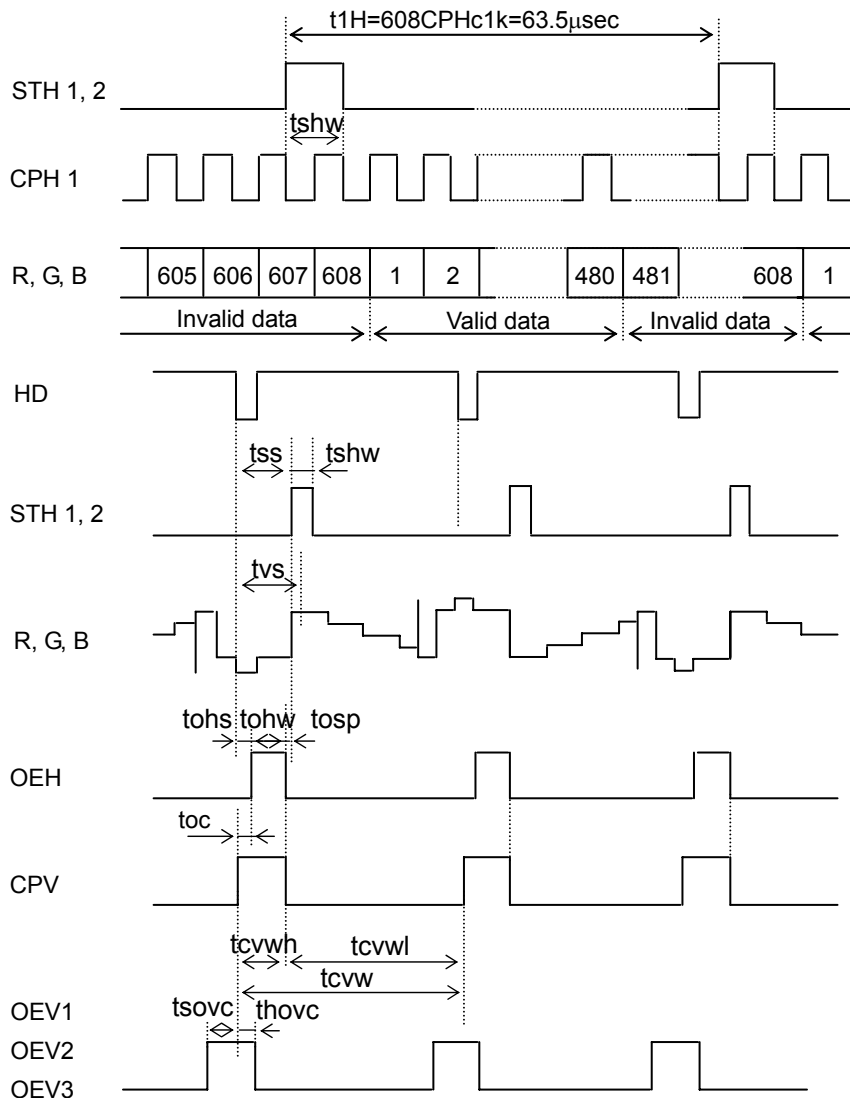 t1H=608CPHc1k=63.5µsec
STH 1, 2
tshw
CPH 1
R, G, B
605 606 607 608 1 2 480 481 608 1
Invalid data Valid data Invalid data
HD
tss tshw
STH 1, 2
tvs
R, G, B
tohs tohw tosp
OEH
toc
CPV
tcvwh tcvwl
tcvw
OEV1
tsovc thovc
OEV2
OEV3